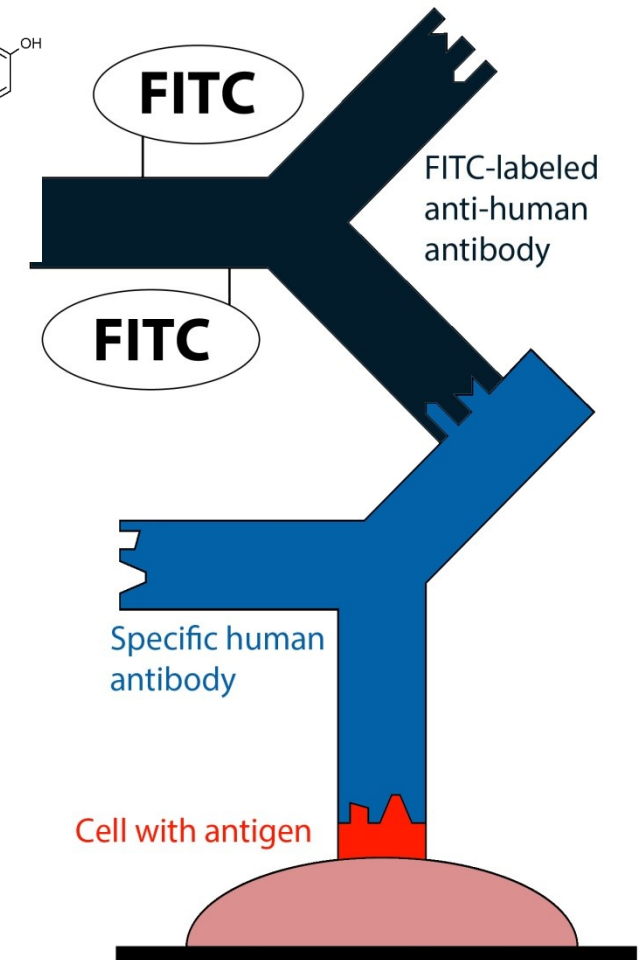 OH
FITC
FITC-labeled
anti-human
antibody
FITC
Specific human
antibody
Cell with antigen